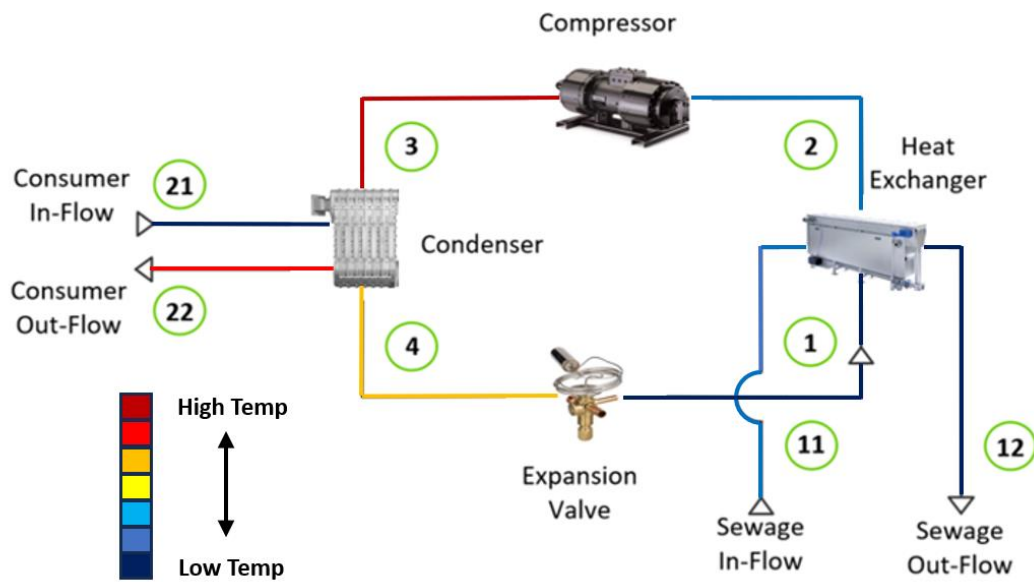 Compressor
3
2
Heat
Exchanger
Consumer
In-Flow
21
Condenser
Consumer
Out-Flow
22
4
1
High Temp
Low Temp
Expansion
Valve
11
12
Sewage
In-Flow
Sewage
Out-Flow